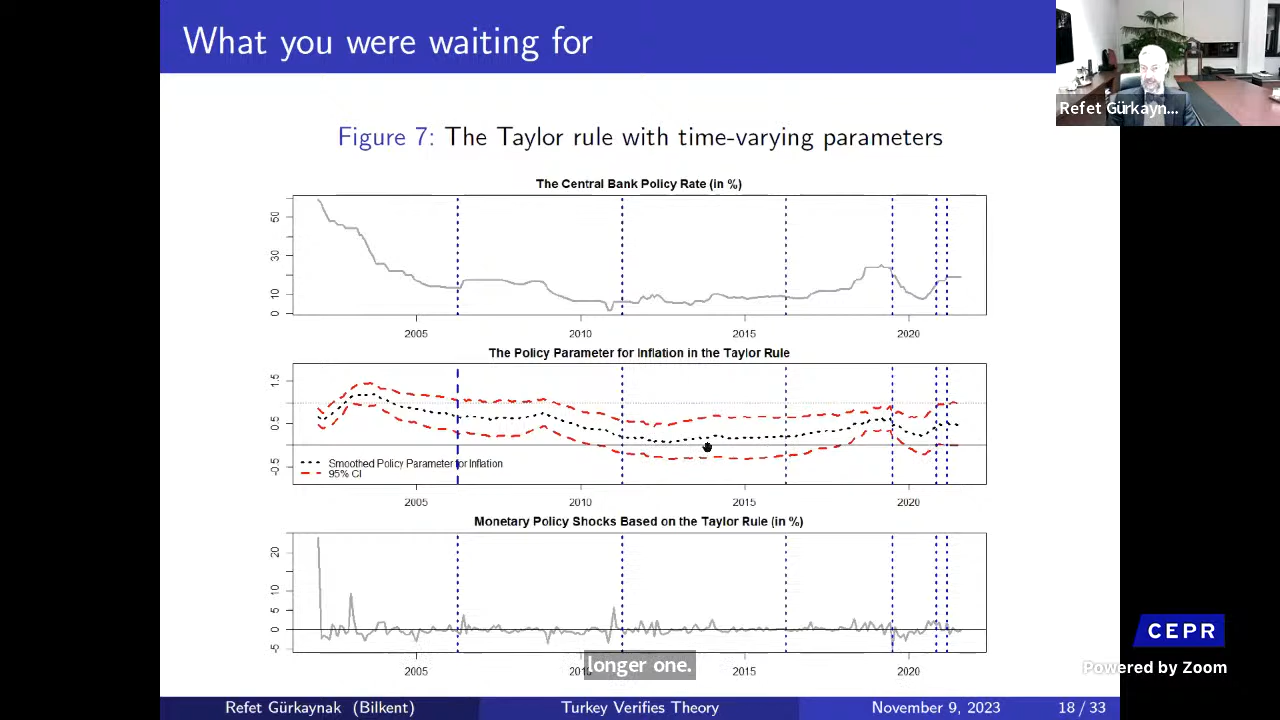 What you were waiting for
Refet Gürkayn...
Figure 7: The Taylor rule with time-varying parameters
The Central Bank Policy Rate (in %)
50
30
10
0
2005 2010 2015 2020
The Policy Parameter for Inflation in the Taylor Rule
1.5
0.5
-0.5
Smoothed Policy Parameter for Inflation
95% CI
2005 2010 2015 2020
Monetary Policy Shocks Based on the Taylor Rule (in %)
20
10
5
0
-5
2005 2010 2015 2020
longer one.
CEPR
Powered by Zoom
Refet Gürkaynak (Bilkent) Turkey Verifies Theory November 9, 2023 18 / 33